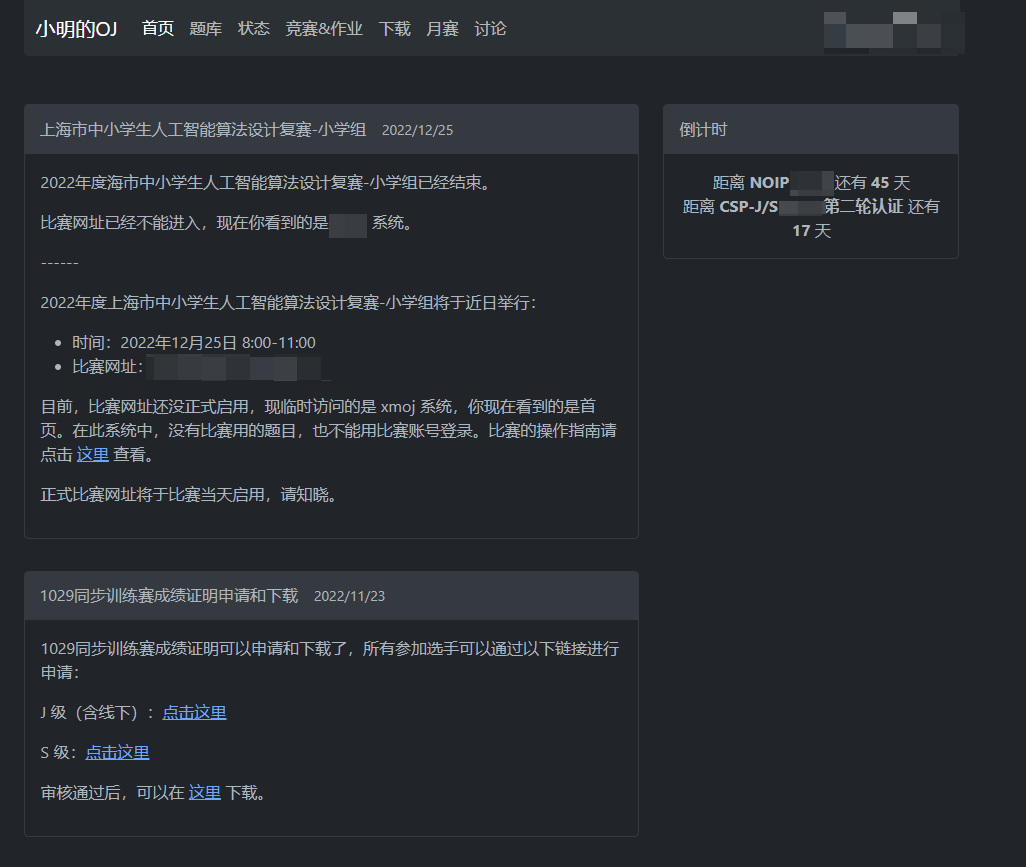 小明的OJ 首页 题库 状态 竞赛&作业 下载 月赛 讨论
上海市中小学生人工智能算法设计复赛-小学组 2022/12/25
2022年度海市中小学生人工智能算法设计复赛-小学组已经结束。
比赛网址已经不能进入，现在你看到的是 系统。
------
2022年度上海市中小学生人工智能算法设计复赛-小学组将于近日举行：
• 时间：2022年12月25日 8:00-11:00
• 比赛网址：
目前，比赛网址还没正式启用，现临时访问的是 xmoj 系统，你现在看到的是首
页。在此系统中，没有比赛用的题目，也不能用比赛账号登录。比赛的操作指南请
点击 这里 查看。
正式比赛网址将于比赛当天启用，请知晓。
1029同步训练赛成绩证明申请和下载 2022/11/23
1029同步训练赛成绩证明可以申请和下载了，所有参加选手可以通过以下链接进行
申请：
J 级（含线下）：点击这里
S 级：点击这里
审核通过后，可以在 这里 下载。
倒计时
距离 NOIP 还有 45 天
距离 CSP-J/S 第二轮认证 还有
17 天